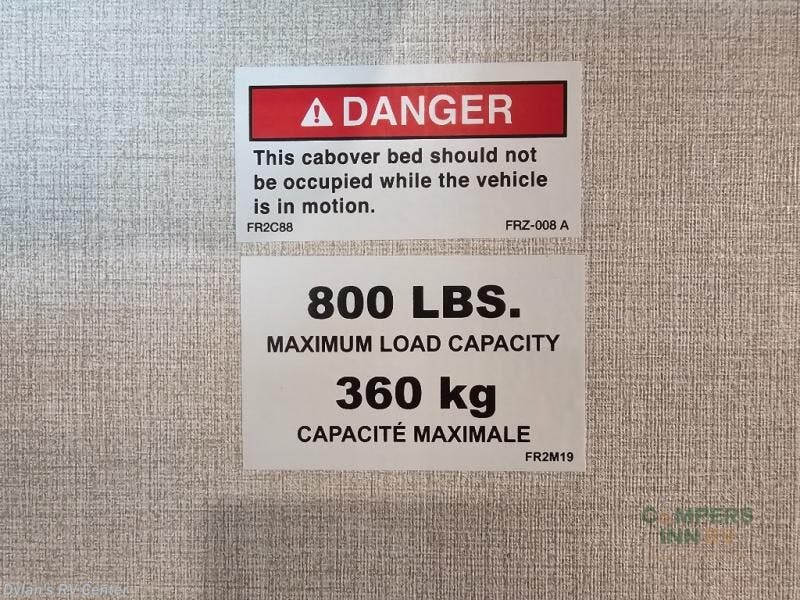 DANGER
This cabover bed should not
be occupied while the vehicle
is in motion.
FR2C88 FRZ-008 A
800 LBS.
MAXIMUM LOAD CAPACITY
360 kg
CAPACITÉ MAXIMALE
FR2M19
CAMPERS
INN RV
Dylan's RV Center